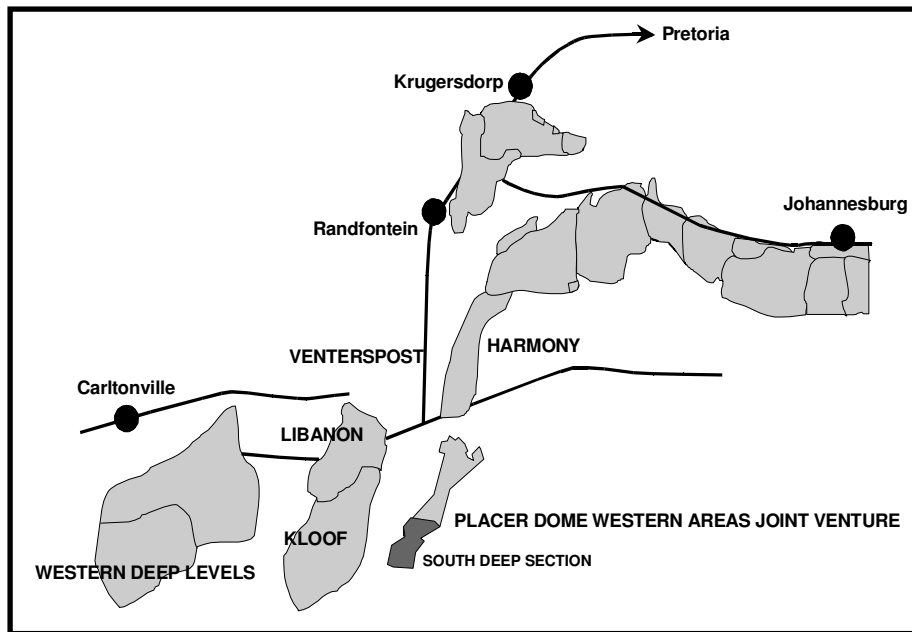 Pretoria
Krugersdorp
Johannesburg
Randfontein
HARMONY
VENTERSPOST
Carltonville
LIBANON
PLACER DOME WESTERN AREAS JOINT VENTURE
KLOOF
SOUTH DEEP SECTION
WESTERN DEEP LEVELS